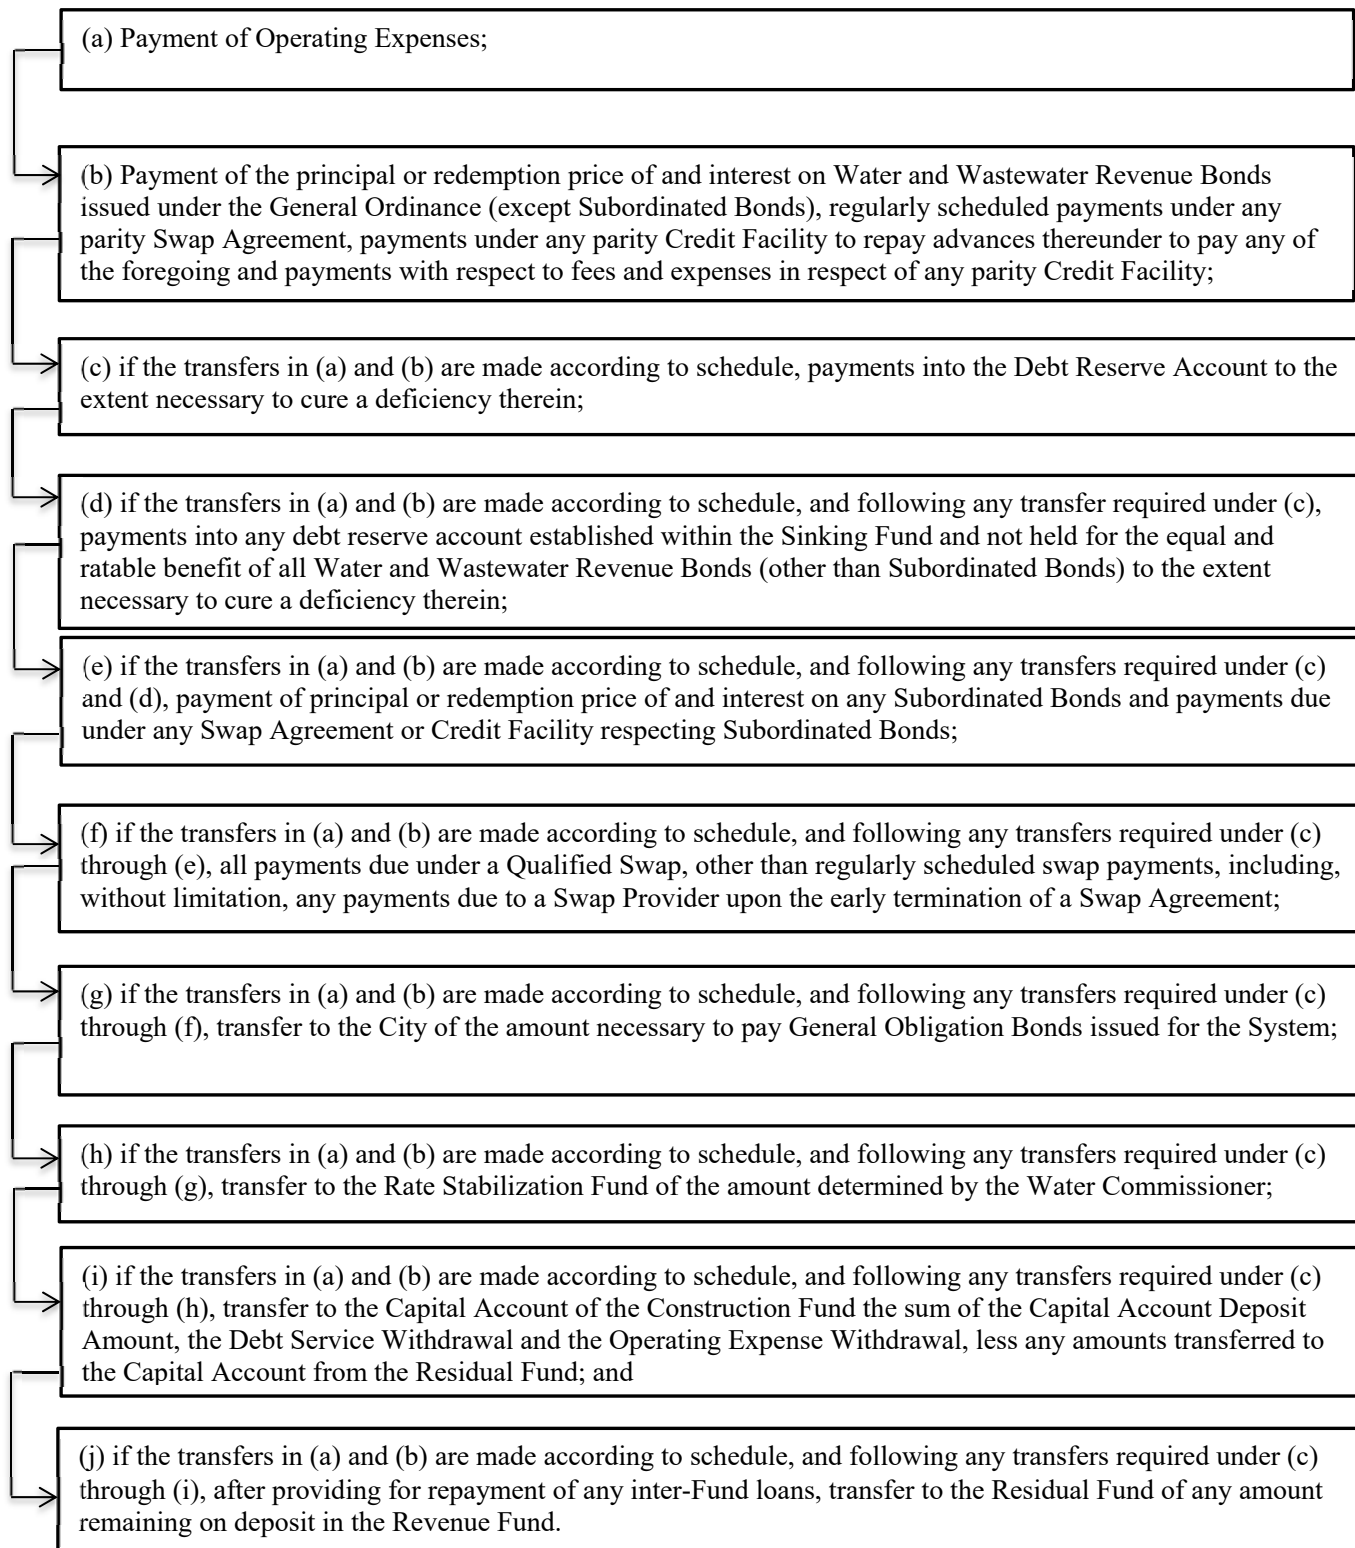 (a) Payment of Operating Expenses;
(b) Payment of the principal or redemption price of and interest on Water and Wastewater Revenue Bonds
issued under the General Ordinance (except Subordinated Bonds), regularly scheduled payments under any
parity Swap Agreement, payments under any parity Credit Facility to repay advances thereunder to pay any of
the foregoing and payments with respect to fees and expenses in respect of any parity Credit Facility;
(c) if the transfers in (a) and (b) are made according to schedule, payments into the Debt Reserve Account to the
extent necessary to cure a deficiency therein;
(d) if the transfers in (a) and (b) are made according to schedule, and following any transfer required under (c),
payments into any debt reserve account established within the Sinking Fund and not held for the equal and
ratable benefit of all Water and Wastewater Revenue Bonds (other than Subordinated Bonds) to the extent
necessary to cure a deficiency therein;
(e) if the transfers in (a) and (b) are made according to schedule, and following any transfers required under (c)
and (d), payment of principal or redemption price of and interest on any Subordinated Bonds and payments due
under any Swap Agreement or Credit Facility respecting Subordinated Bonds;
(f) if the transfers in (a) and (b) are made according to schedule, and following any transfers required under (c)
through (e), all payments due under a Qualified Swap, other than regularly scheduled swap payments, including,
without limitation, any payments due to a Swap Provider upon the early termination of a Swap Agreement;
(g) if the transfers in (a) and (b) are made according to schedule, and following any transfers required under (c)
through (f), transfer to the City of the amount necessary to pay General Obligation Bonds issued for the System;
(h) if the transfers in (a) and (b) are made according to schedule, and following any transfers required under (c)
through (g), transfer to the Rate Stabilization Fund of the amount determined by the Water Commissioner;
(i) if the transfers in (a) and (b) are made according to schedule, and following any transfers required under (c)
through (h), transfer to the Capital Account of the Construction Fund the sum of the Capital Account Deposit
Amount, the Debt Service Withdrawal and the Operating Expense Withdrawal, less any amounts transferred to
the Capital Account from the Residual Fund; and
(j) if the transfers in (a) and (b) are made according to schedule, and following any transfers required under (c)
through (i), after providing for repayment of any inter-Fund loans, transfer to the Residual Fund of any amount
remaining on deposit in the Revenue Fund.